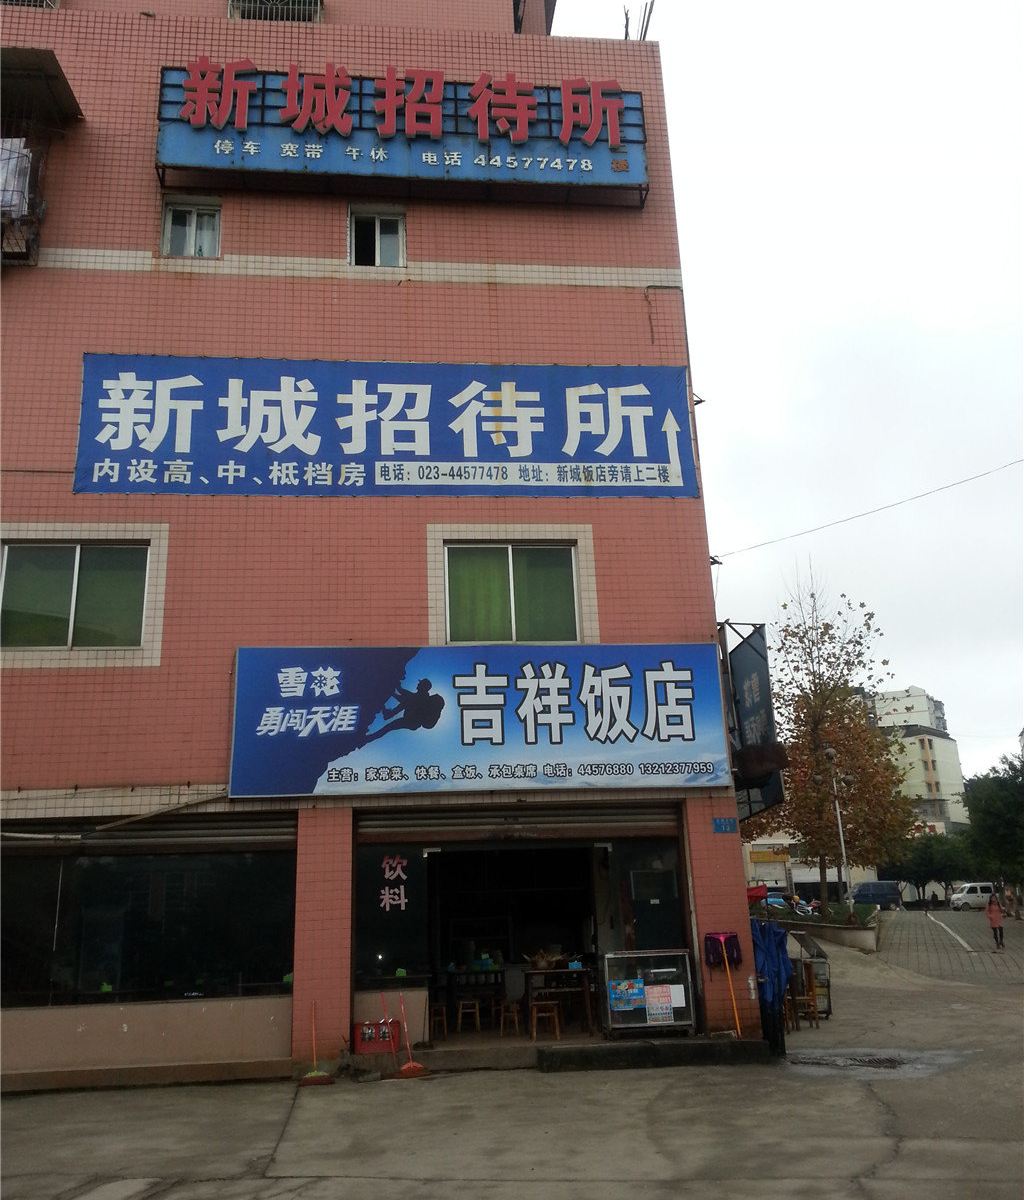 新城招待所
停车 宽带 午休 电话 44577478 二楼
新城招待所
内设高、中、柢档房 电话：023-44577478 地址：新城饭店旁请上二楼
雪花
勇闯天涯
吉祥饭店
主营：家常菜、快餐、盒饭、承包桌席 电话：44576880 13212377959
饮料